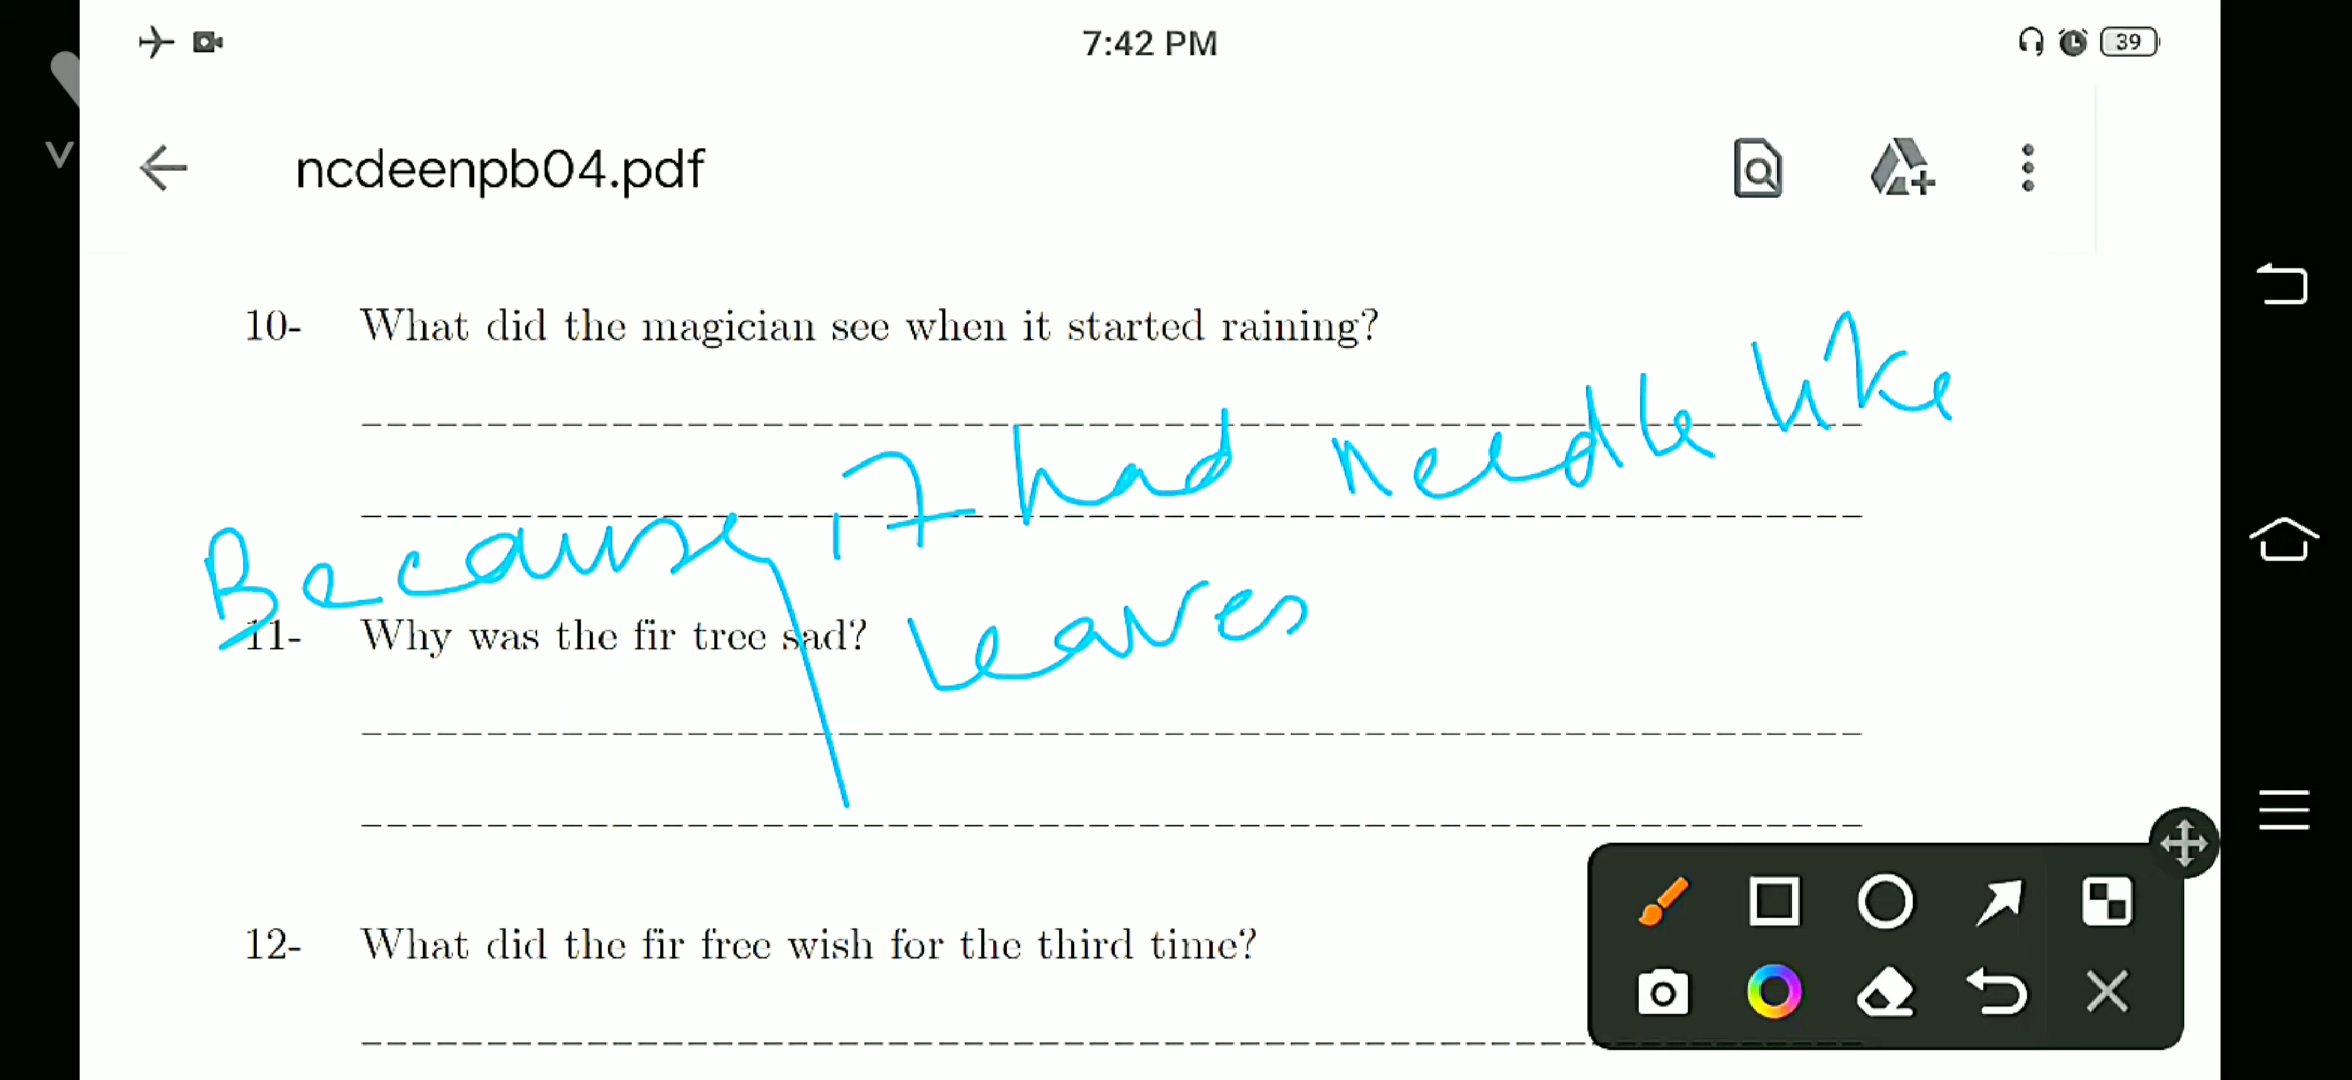 7:42 PM
39
V
ncdeenpb04.pdf
10- What did the magician see when it started raining?
Because it had needle like
leaves
11- Why was the fir tree sad?
12- What did the fir free wish for the third time?